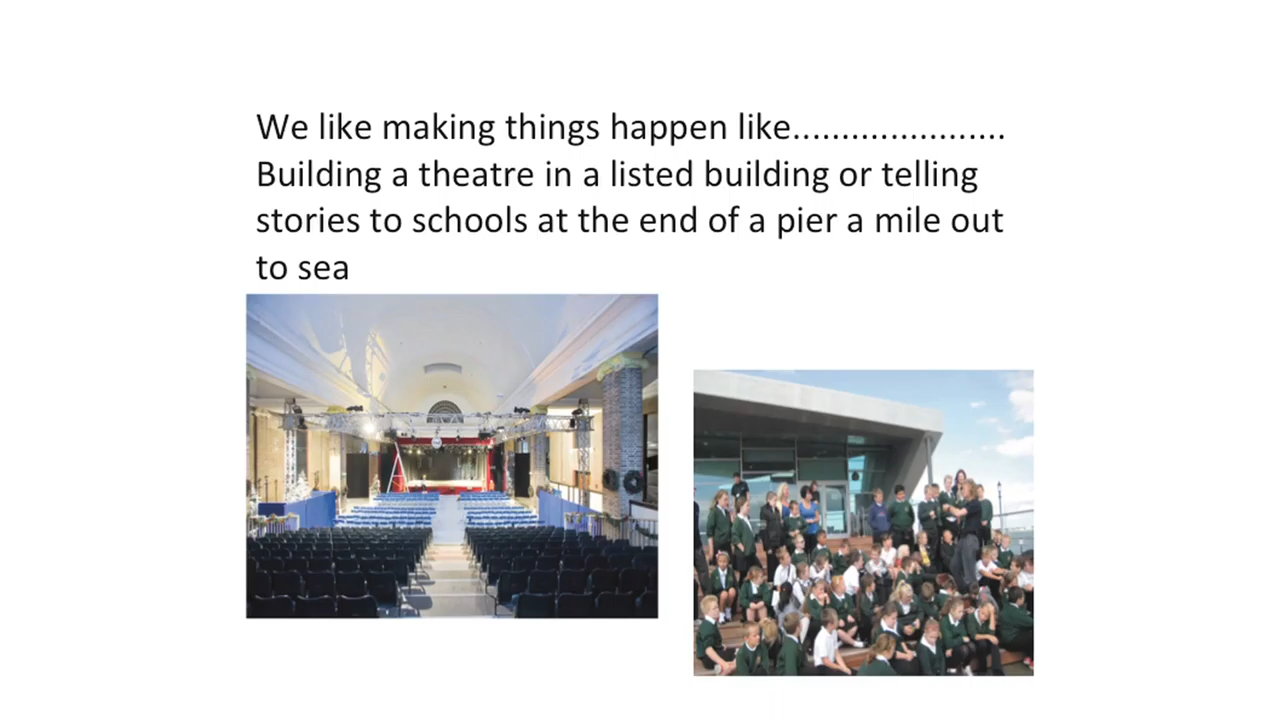 We like making things happen like......................
Building a theatre in a listed building or telling
stories to schools at the end of a pier a mile out
to sea